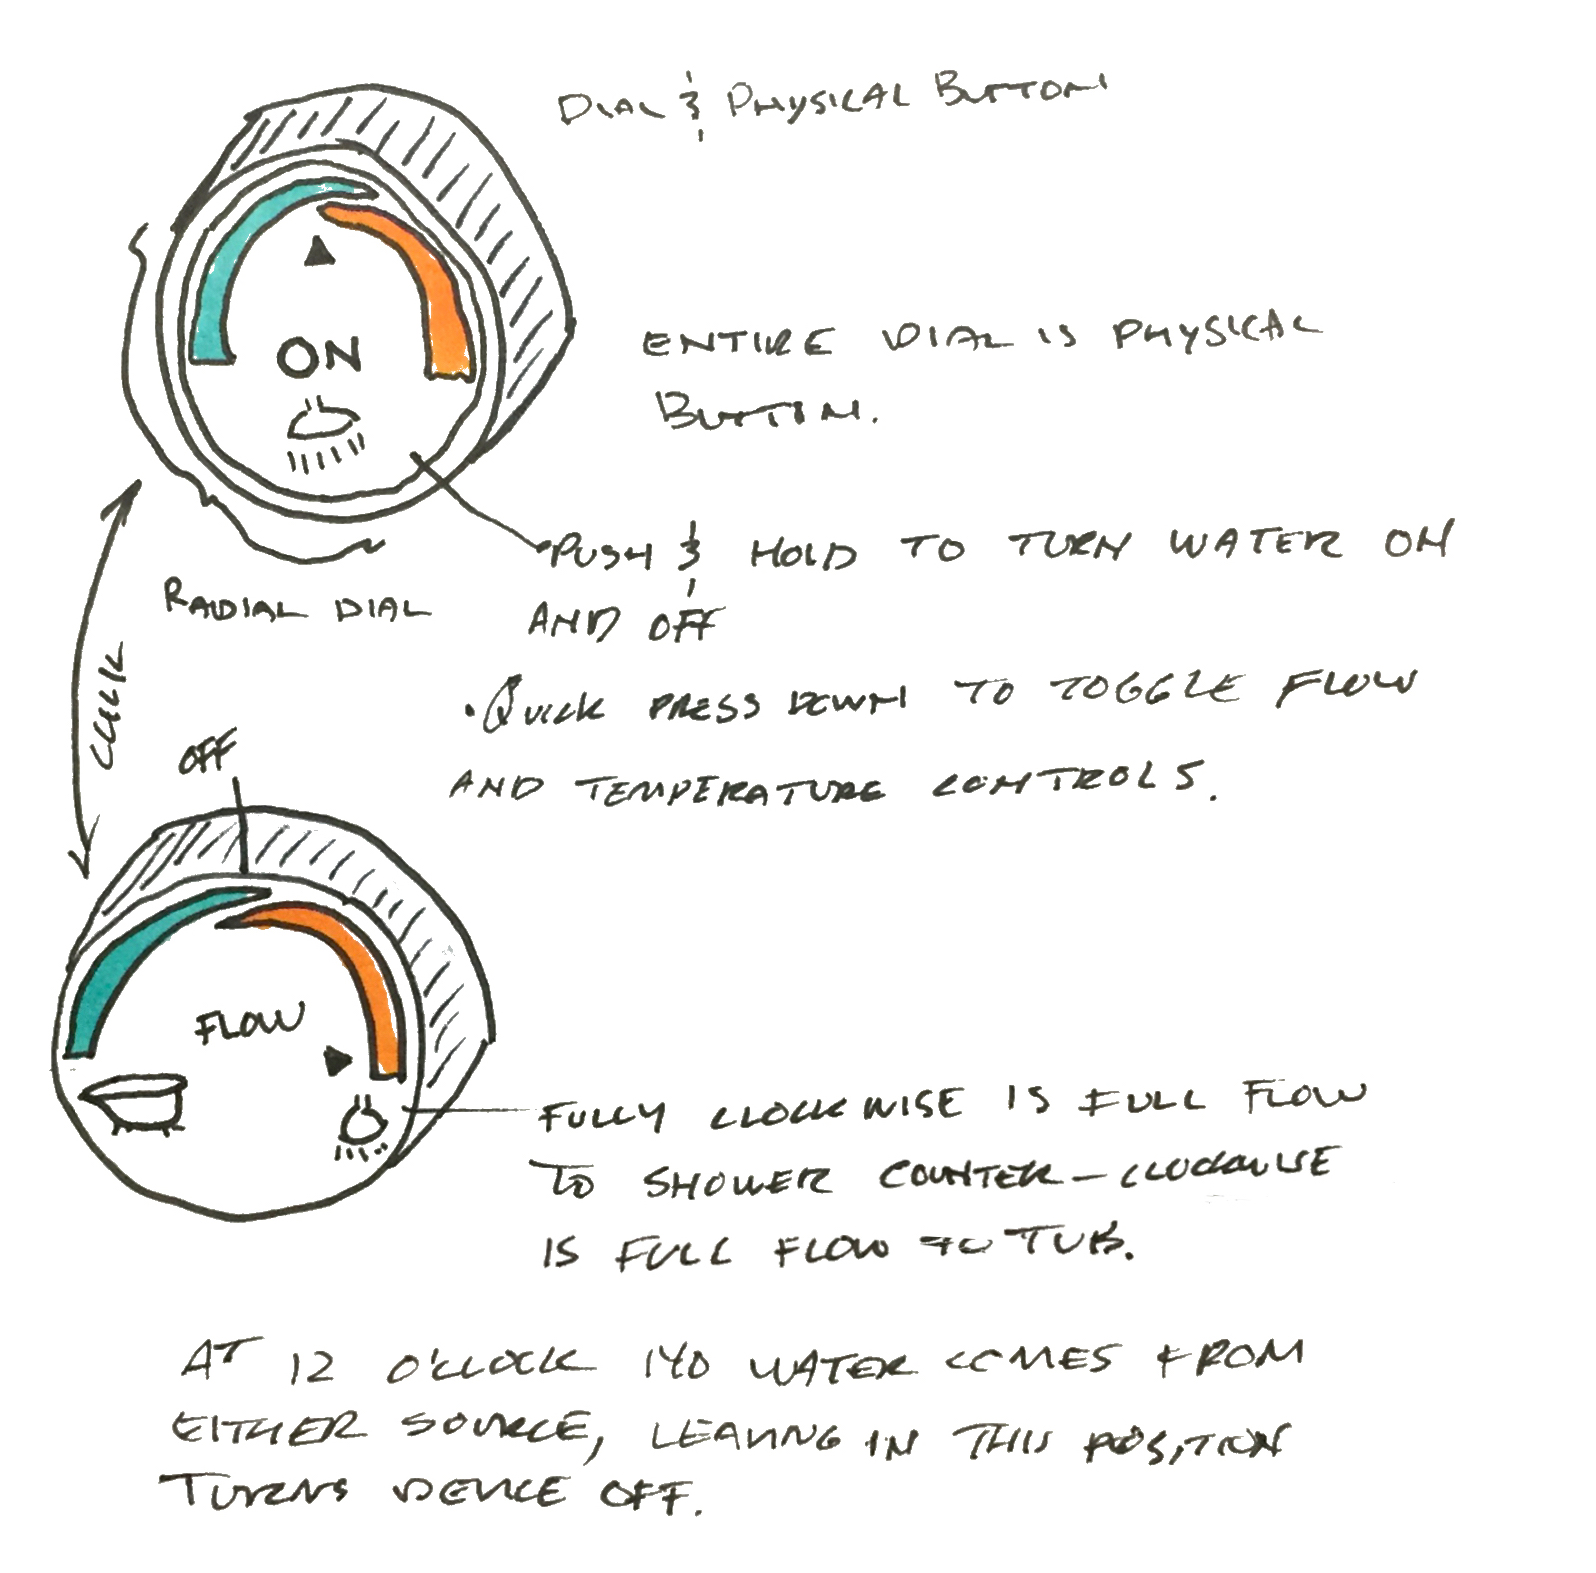 DIAL & PHYSICAL BUTTON
ON
ENTIRE DIAL IS PHYSICAL
BUTTON.
RADIAL DIAL
• PUSH & HOLD TO TURN WATER ON
AND OFF
• QUICK PRESS DOWN TO TOGGLE FLOW
AND TEMPERATURE CONTROLS.
CLICK
OFF
FLOW
FULLY CLOCKWISE IS FULL FLOW
TO SHOWER COUNTER-CLOCKWISE
IS FULL FLOW TO TUB.
AT 12 O'CLOCK NO WATER COMES FROM
EITHER SOURCE, LEAVING IN THIS POSITION
TURNS DEVICE OFF.